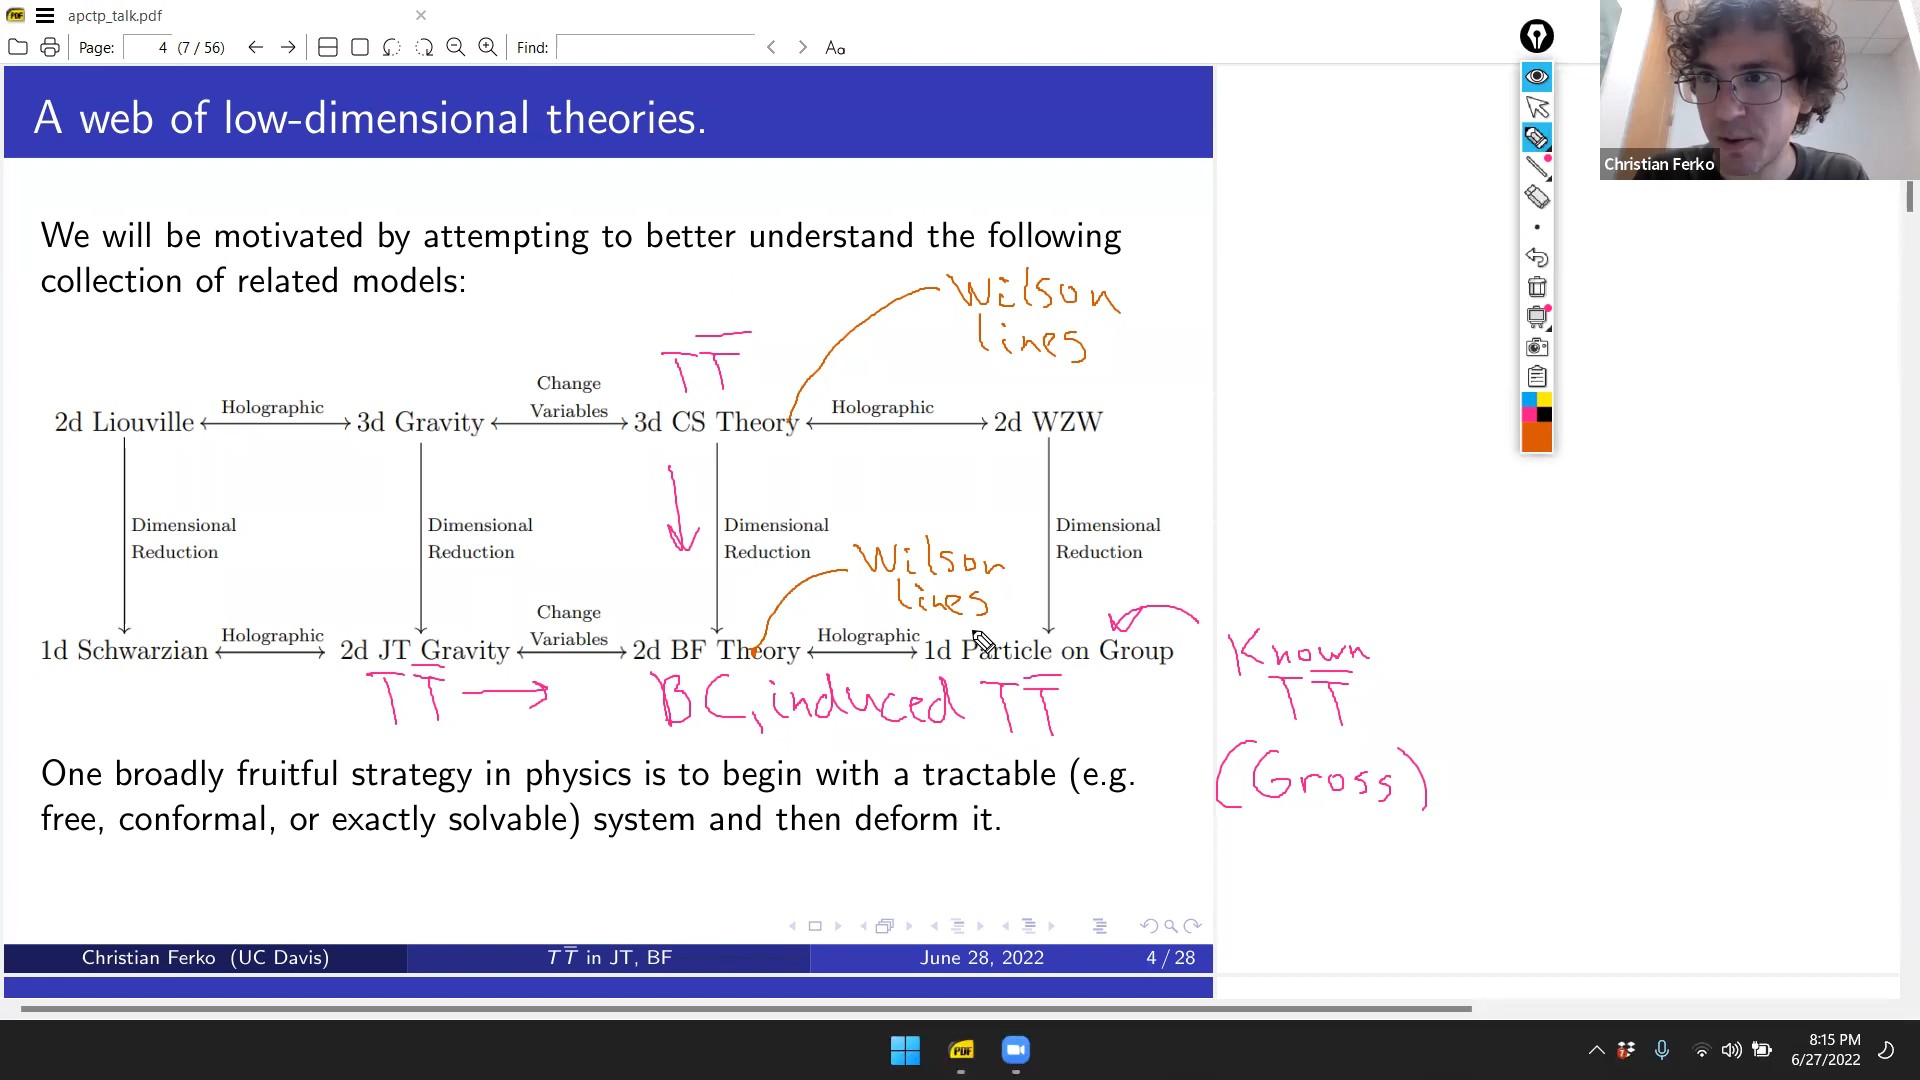 apctp_talk.pdf
Page: 4 (7 / 56) Find: Aa
A web of low-dimensional theories.
Christian Ferko
We will be motivated by attempting to better understand the following
collection of related models:
Wilson
lines
T T̅
2d Liouville Holographic 3d Gravity Change Variables 3d CS Theory Holographic 2d WZW
Dimensional Reduction Dimensional Reduction Dimensional Reduction Dimensional Reduction
Wilson
lines
1d Schwarzian Holographic 2d JT Gravity Change Variables 2d BF Theory Holographic 1d Particle on Group
Known
T T̅
(Gross)
T T̅ → BC, induced T T̅
One broadly fruitful strategy in physics is to begin with a tractable (e.g.
free, conformal, or exactly solvable) system and then deform it.
Christian Ferko (UC Davis) T T̅ in JT, BF June 28, 2022 4 / 28
PDF
8:15 PM
6/27/2022